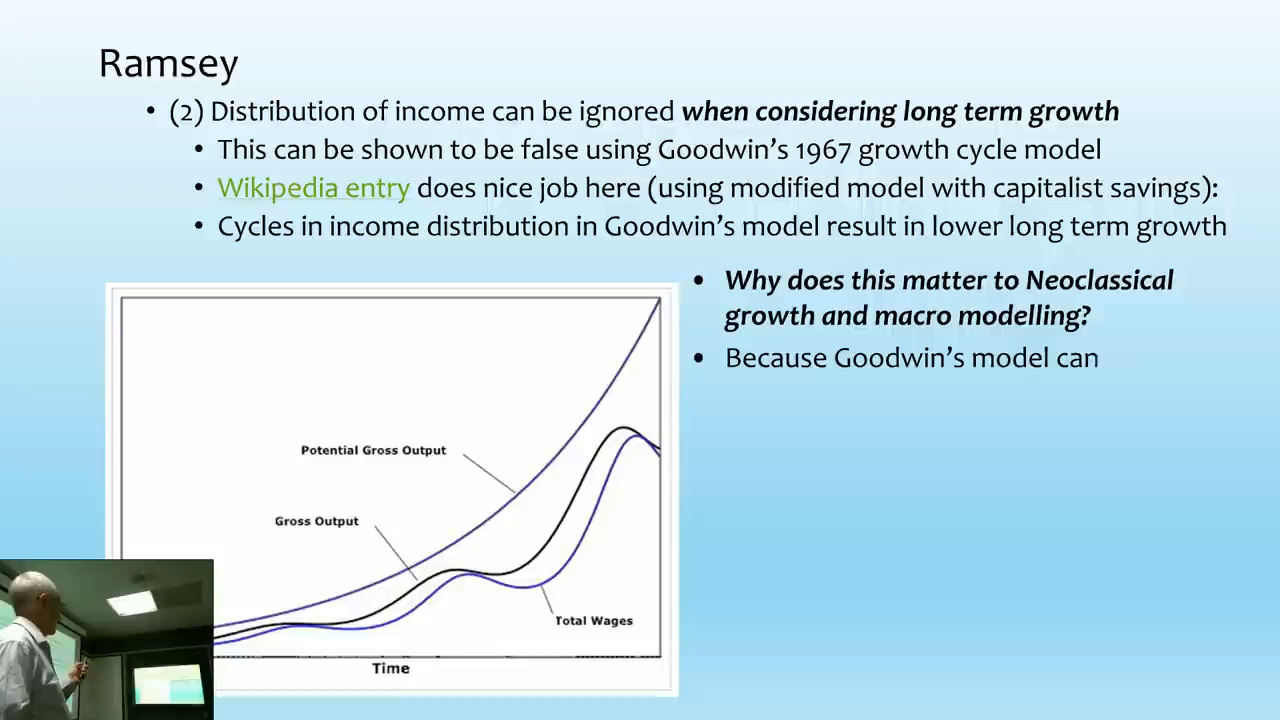 Ramsey
• (2) Distribution of income can be ignored when considering long term growth
• This can be shown to be false using Goodwin's 1967 growth cycle model
• Wikipedia entry does nice job here (using modified model with capitalist savings):
• Cycles in income distribution in Goodwin's model result in lower long term growth
• Why does this matter to Neoclassical
growth and macro modelling?
• Because Goodwin's model can
Potential Gross Output
Gross Output
Total Wages
Time